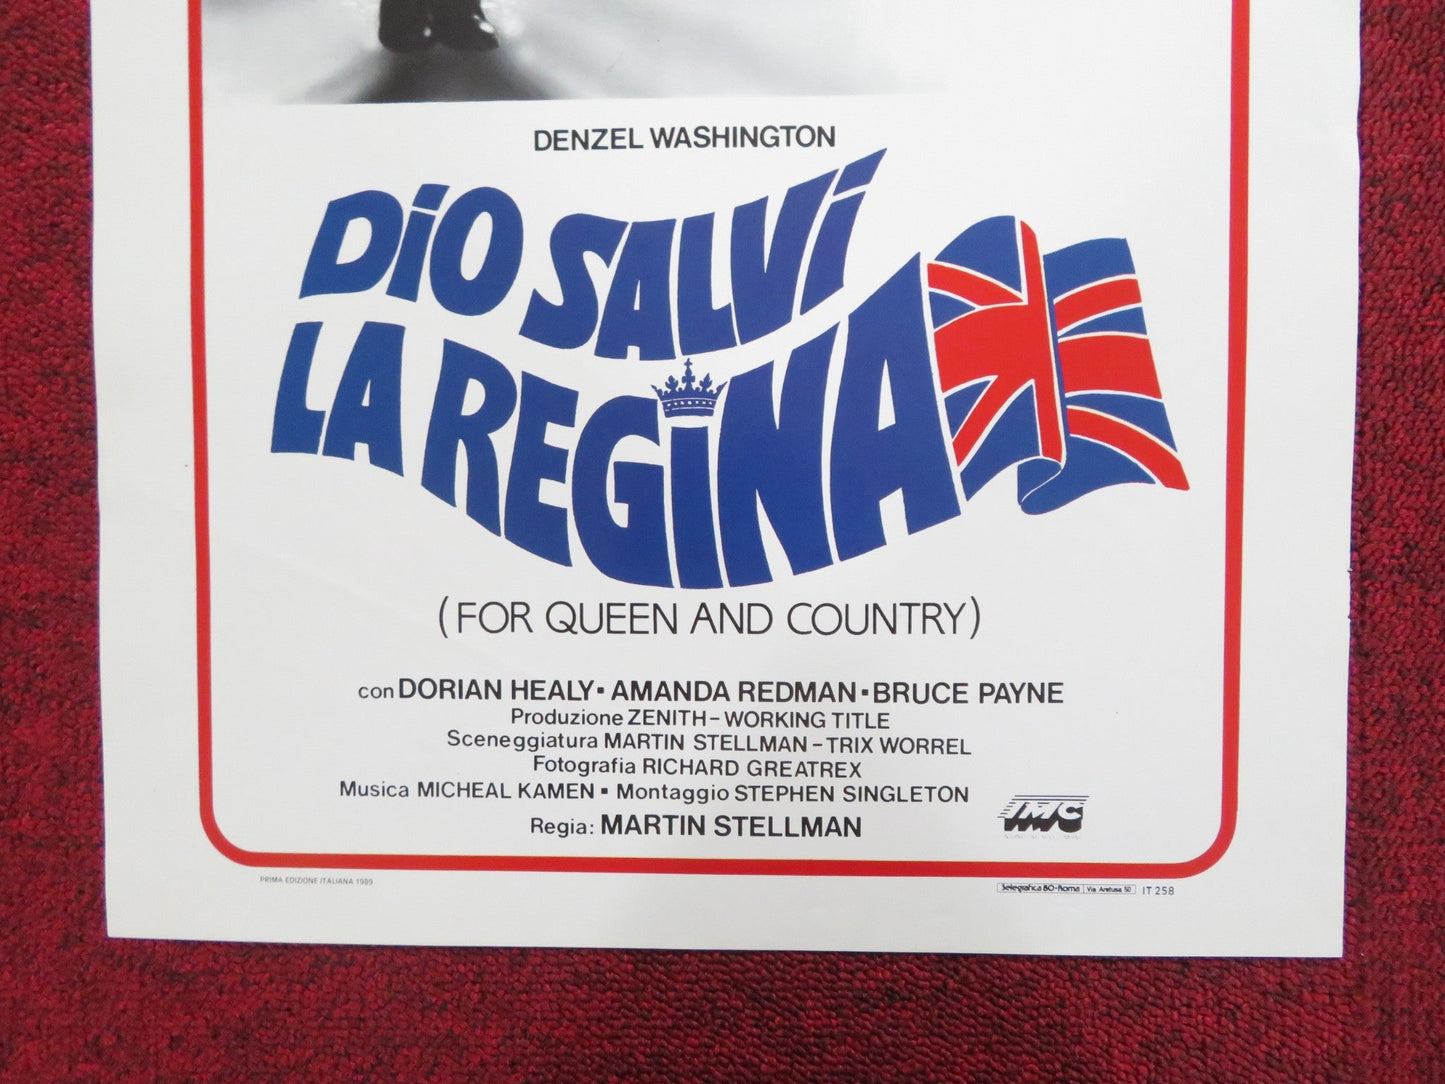 DENZEL WASHINGTON
DiO SALVi
LA REGiNA
(FOR QUEEN AND COUNTRY)
con DORIAN HEALY ▪ AMANDA REDMAN ▪ BRUCE PAYNE
Produzione ZENITH – WORKING TITLE
Sceneggiatura MARTIN STELLMAN – TRIX WORREL
Fotografia RICHARD GREATREX
Musica MICHEAL KAMEN ▪ Montaggio STEPHEN SINGLETON
Regia: MARTIN STELLMAN
IMC
PRIMA EDIZIONE ITALIANA 1989
Selegrafica 80-Roma | Via Aretusa 50 | IT 258